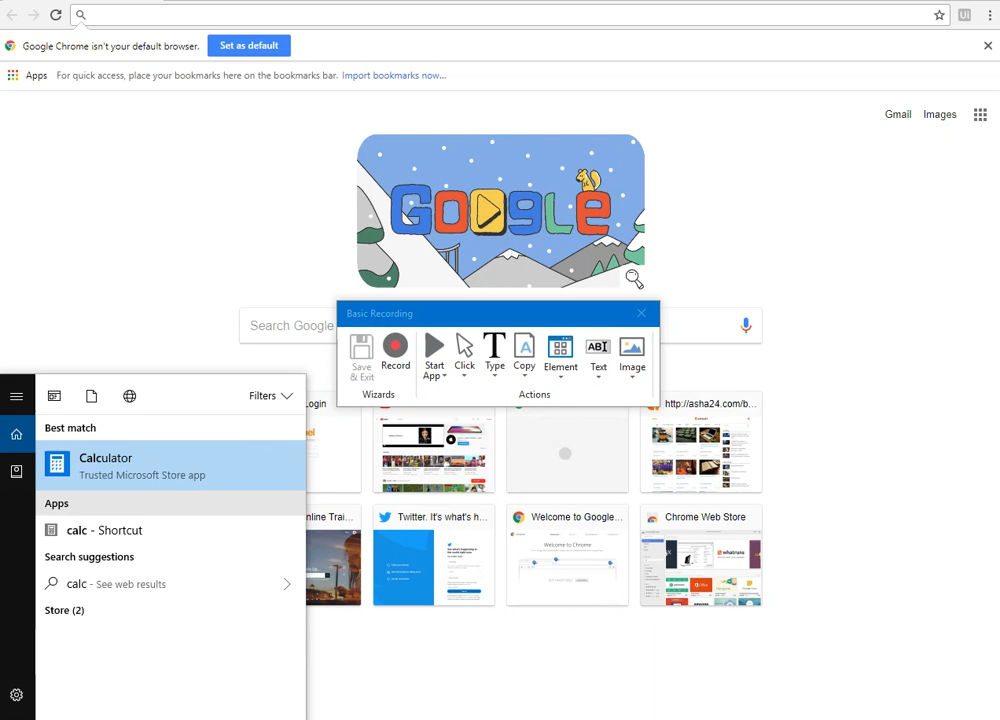 Google Chrome isn't your default browser. Set as default
Apps For quick access, place your bookmarks here on the bookmarks bar. Import bookmarks now...
Gmail Images
Google
Search Google
Basic Recording
Save & Exit
Record
Start App
Click
Type
Copy
Element
Text
Image
Wizards
Actions
Login
http://asha24.com/b...
nline Trai...
Twitter. It's what's h...
Welcome to Google...
Chrome Web Store
Welcome to Chrome
Filters
Best match
Calculator
Trusted Microsoft Store app
Apps
calc - Shortcut
Search suggestions
calc - See web results
Store (2)